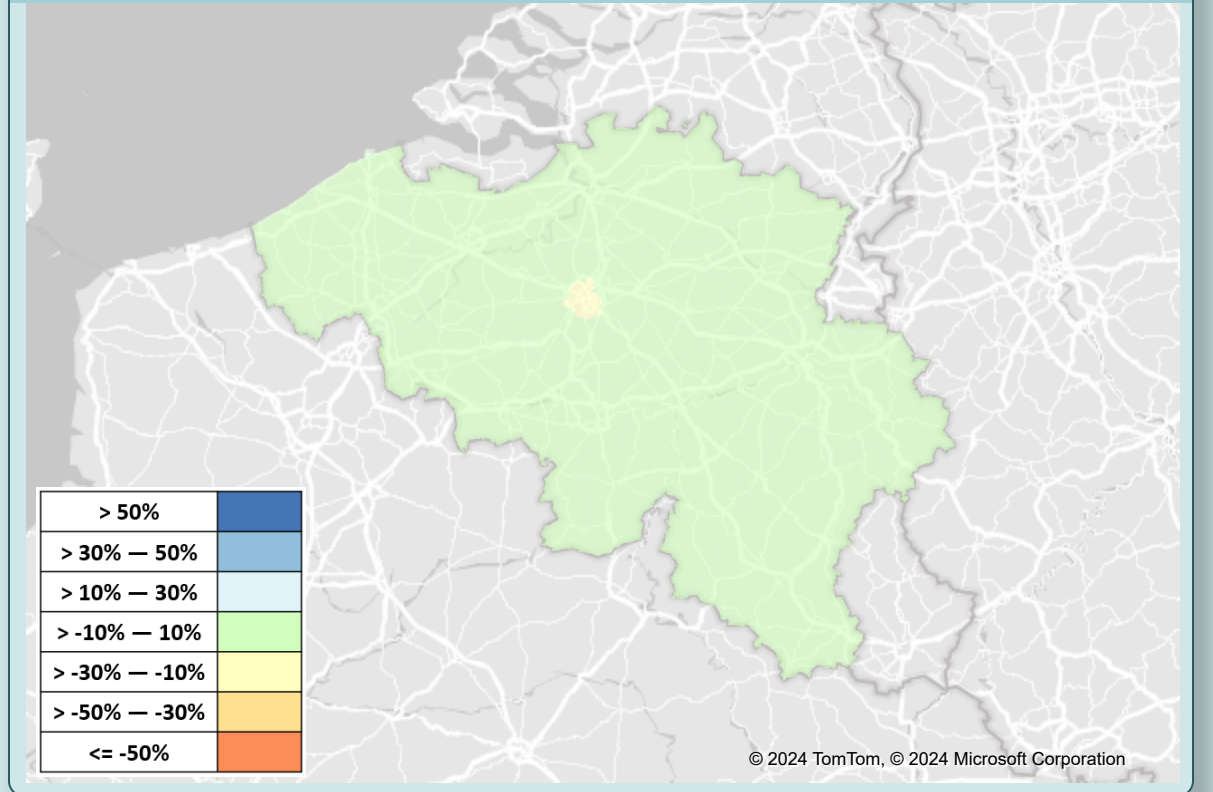 > 50%
> 30% — 50%
> 10% — 30%
> -10% — 10%
> -30% — -10%
> -50% — -30%
<= -50%
© 2024 TomTom, © 2024 Microsoft Corporation